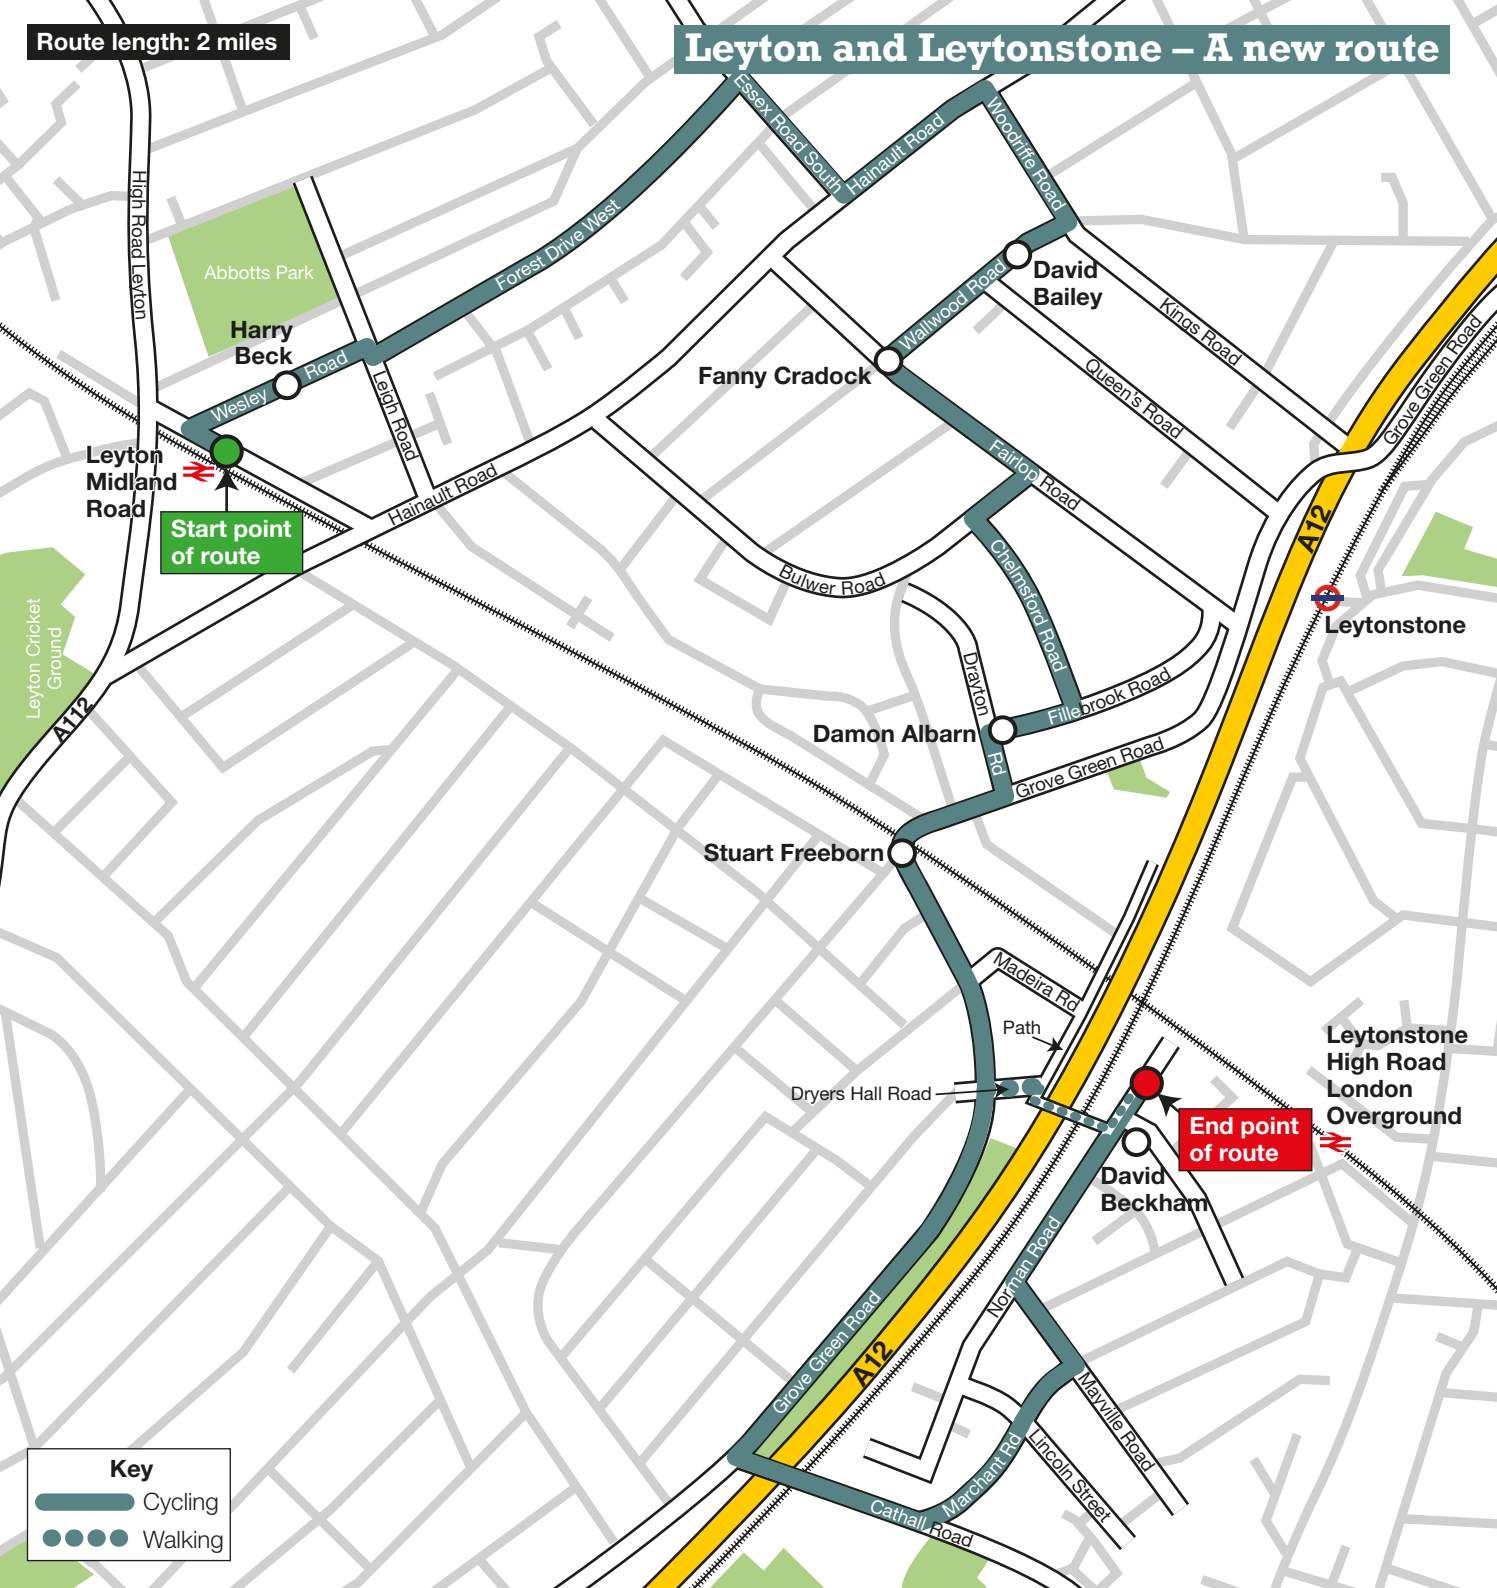 Route length: 2 miles
Leyton and Leytonstone – A new route
Essex Road South
Hainault Road
Woodriffe Road
High Road Leyton
Abbotts Park
Forest Drive West
David
Bailey
Wallwood Road
Kings Road
Harry
Beck
Wesley Road
Leigh Road
Fanny Cradock
Queen's Road
Grove Green Road
Leyton
Midland
Road
Start point
of route
Hainault Road
Fairlop Road
A12
Bulwer Road
Chelmsford Road
Leytonstone
Leyton Cricket
Ground
A112
Drayton Rd
Fillebrook Road
Damon Albarn
Grove Green Road
Stuart Freeborn
Madeira Rd
Path
Dryers Hall Road
Leytonstone
High Road
London
Overground
End point
of route
David
Beckham
Norman Road
Grove Green Road
A12
Mayville Road
Lincoln Street
Marchant Rd
Cathall Road
Key
Cycling
Walking